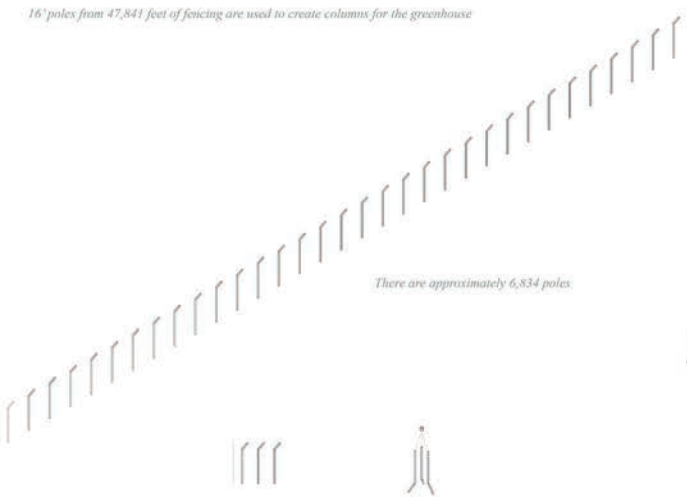 16' poles from 47,841 feet of fencing are used to create columns for the greenhouse
There are approximately 6,834 poles